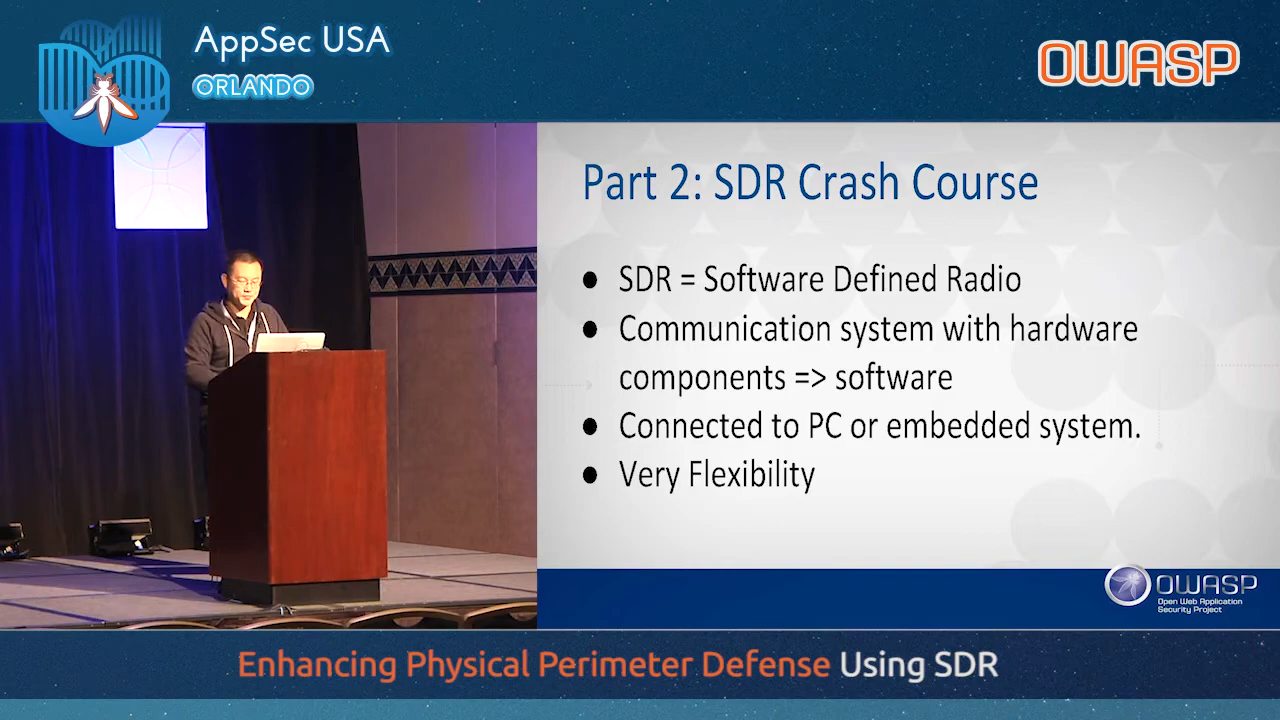 AppSec USA
ORLANDO
OWASP
Part 2: SDR Crash Course
● SDR = Software Defined Radio
● Communication system with hardware
components => software
● Connected to PC or embedded system.
● Very Flexibility
OWASP
Open Web Application
Security Project
Enhancing Physical Perimeter Defense Using SDR